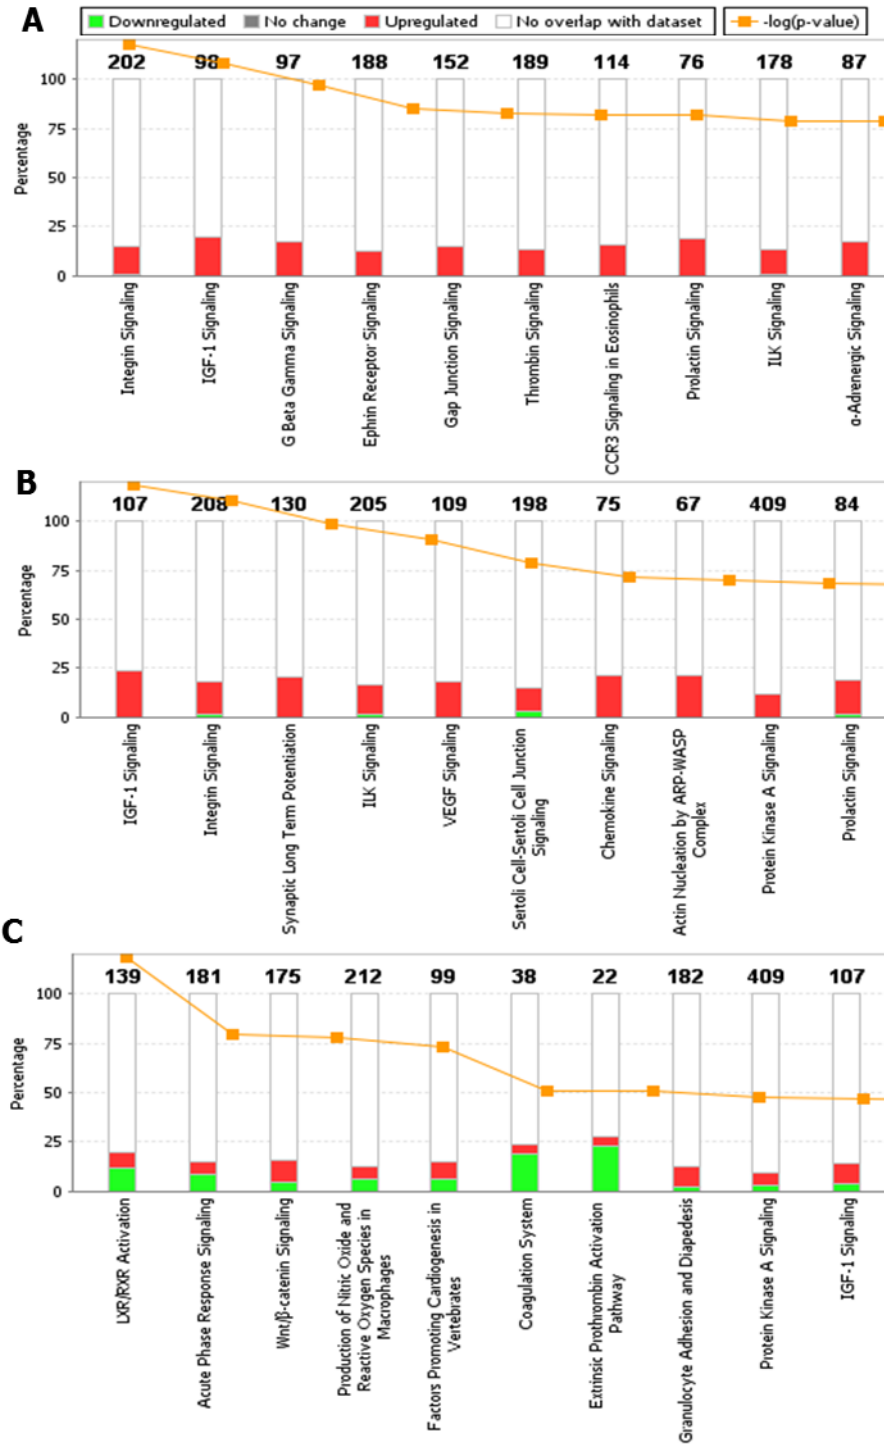 A
Downregulated No change Upregulated No overlap with dataset -log(p-value)
202 98 97 188 152 189 114 76 178 87
100
75
50
25
0
Percentage
Integrin Signaling
IGF-1 Signaling
G Beta Gamma Signaling
Ephrin Receptor Signaling
Gap Junction Signaling
Thrombin Signaling
CCR3 Signaling in Eosinophils
Prolactin Signaling
ILK Signaling
α-Adrenergic Signaling
B
107 208 130 205 109 198 75 67 409 84
100
75
50
25
0
Percentage
IGF-1 Signaling
Integrin Signaling
Synaptic Long Term Potentiation
ILK Signaling
VEGF Signaling
Sertoli Cell-Sertoli Cell Junction
Signaling
Chemokine Signaling
Actin Nucleation by ARP-WASP
Complex
Protein Kinase A Signaling
Prolactin Signaling
C
139 181 175 212 99 38 22 182 409 107
100
75
50
25
0
Percentage
LXR/RXR Activation
Acute Phase Response Signaling
Wnt/β-catenin Signaling
Production of Nitric Oxide and
Reactive Oxygen Species in
Macrophages
Factors Promoting Cardiogenesis in
Vertebrates
Coagulation System
Extrinsic Prothrombin Activation
Pathway
Granulocyte Adhesion and Diapedesis
Protein Kinase A Signaling
IGF-1 Signaling